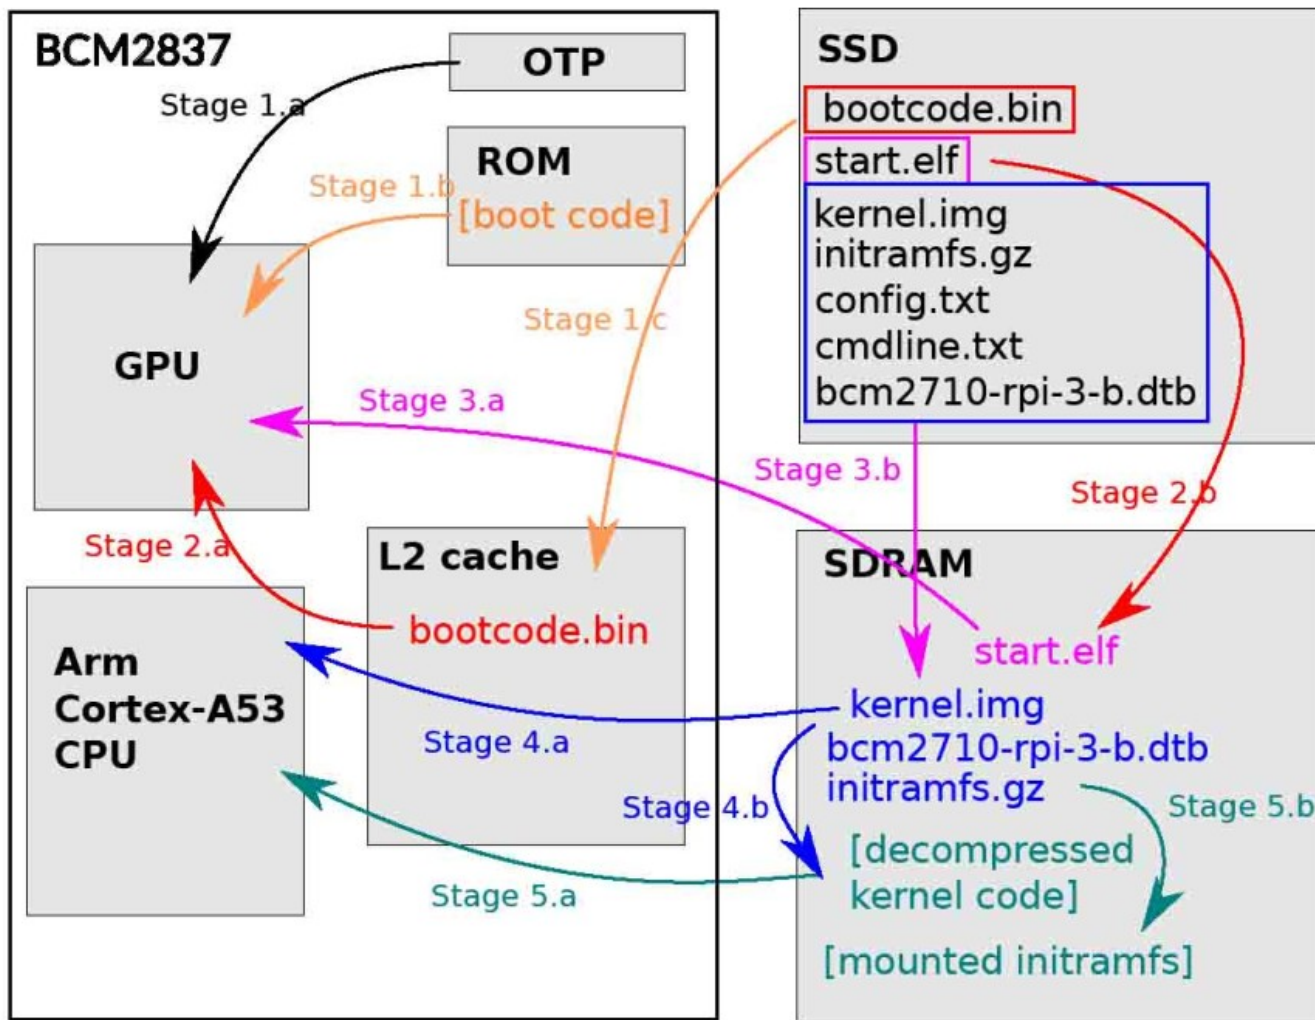 BCM2837
OTP
Stage 1.a
ROM
[boot code]
Stage 1.b
GPU
Stage 1.c
Stage 3.a
Stage 2.a
L2 cache
bootcode.bin
Arm
Cortex-A53
CPU
Stage 4.a
Stage 5.a
SSD
bootcode.bin
start.elf
kernel.img
initramfs.gz
config.txt
cmdline.txt
bcm2710-rpi-3-b.dtb
Stage 3.b
Stage 2.b
SDRAM
start.elf
kernel.img
bcm2710-rpi-3-b.dtb
initramfs.gz
Stage 4.b
Stage 5.b
[decompressed
kernel code]
[mounted initramfs]